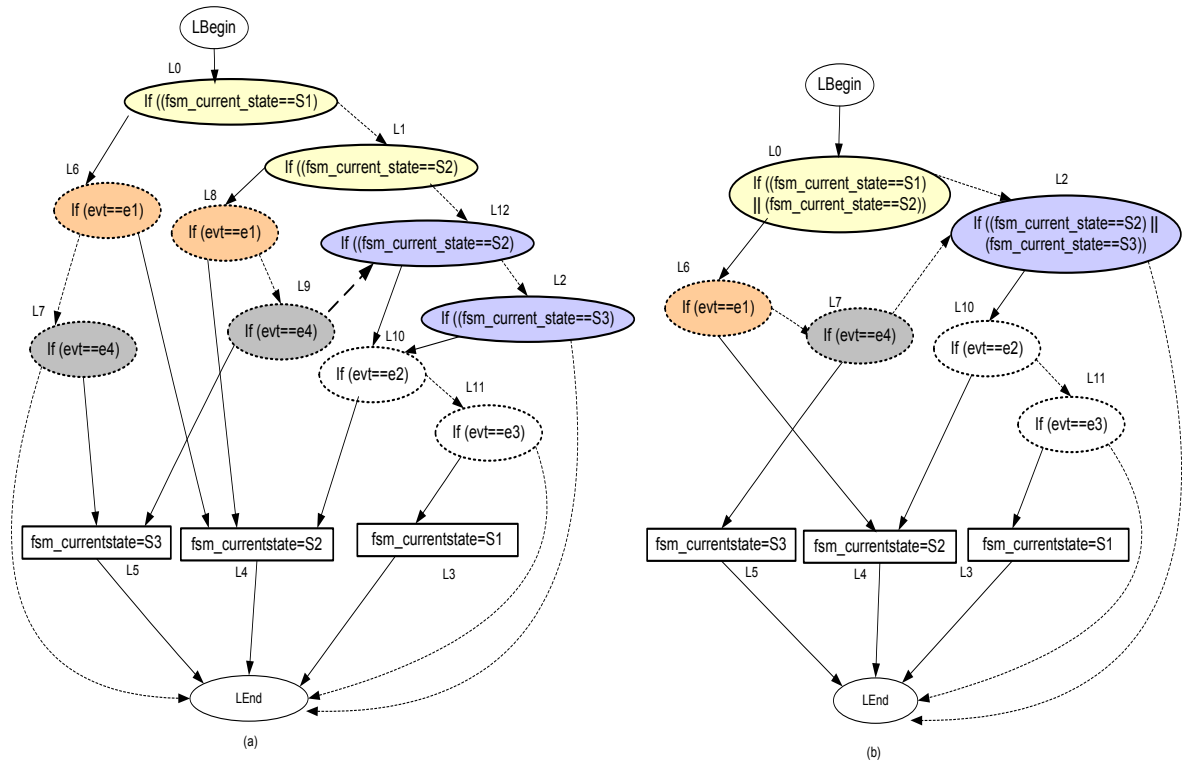 LBegin
L0
If ((fsm_current_state==S1)
L1
If ((fsm_current_state==S2)
L6
If (evt==e1)
L8
If (evt==e1)
L12
If ((fsm_current_state==S2)
L7
If (evt==e4)
L9
If (evt==e4)
L2
If ((fsm_current_state==S3)
L10
If (evt==e2)
L11
If (evt==e3)
fsm_currentstate=S3
L5
fsm_currentstate=S2
L4
fsm_currentstate=S1
L3
LEnd
(a)
LBegin
L0
If ((fsm_current_state==S1)
|| (fsm_current_state==S2))
L2
If ((fsm_current_state==S2) ||
(fsm_current_state==S3))
L6
If (evt==e1)
L7
If (evt==e4)
L10
If (evt==e2)
L11
If (evt==e3)
fsm_currentstate=S3
L5
fsm_currentstate=S2
L4
fsm_currentstate=S1
L3
LEnd
(b)